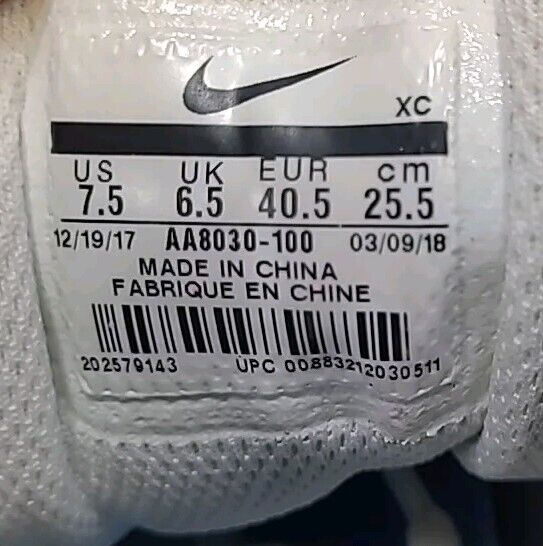 XC
US UK EUR cm
7.5 6.5 40.5 25.5
12/19/17 AA8030-100 03/09/18
MADE IN CHINA
FABRIQUE EN CHINE
202579143 UPC 00883212030511